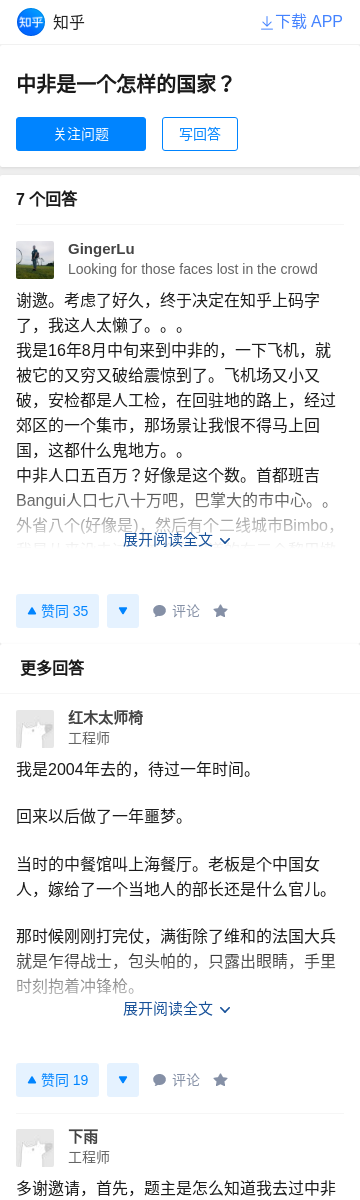 知乎 知乎 下载 APP
中非是一个怎样的国家？
关注问题 写回答
7 个回答
GingerLu
Looking for those faces lost in the crowd
谢邀。考虑了好久，终于决定在知乎上码字
了，我这人太懒了。。。
我是16年8月中旬来到中非的，一下飞机，就
被它的又穷又破给震惊到了。飞机场又小又
破，安检都是人工检，在回驻地的路上，经过
郊区的一个集市，那场景让我恨不得马上回
国，这都什么鬼地方。。
中非人口五百万？好像是这个数。首都班吉
Bangui人口七八十万吧，巴掌大的市中心。。
外省八个(好像是)，然后有个二线城市Bimbo，
展开阅读全文
赞同 35 评论
更多回答
红木太师椅
工程师
我是2004年去的，待过一年时间。
回来以后做了一年噩梦。
当时的中餐馆叫上海餐厅。老板是个中国女
人，嫁给了一个当地人的部长还是什么官儿。
那时候刚刚打完仗，满街除了维和的法国大兵
就是乍得战士，包头帕的，只露出眼睛，手里
时刻抱着冲锋枪。
展开阅读全文
赞同 19 评论
下雨
工程师
多谢邀请，首先，题主是怎么知道我去过中非